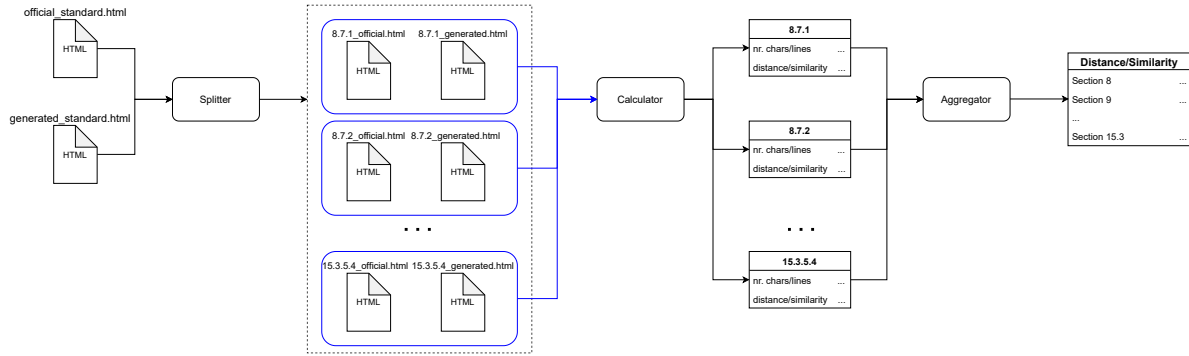 official_standard.html
HTML
generated_standard.html
HTML
Splitter
8.7.1_official.html 8.7.1_generated.html
HTML HTML
8.7.2_official.html 8.7.2_generated.html
HTML HTML
. . .
15.3.5.4_official.html 15.3.5.4_generated.html
HTML HTML
Calculator
8.7.1
nr. chars/lines ...
distance/similarity ...
8.7.2
nr. chars/lines ...
distance/similarity ...
. . .
15.3.5.4
nr. chars/lines ...
distance/similarity ...
Aggregator
Distance/Similarity
Section 8 ...
Section 9 ...
...
Section 15.3 ...